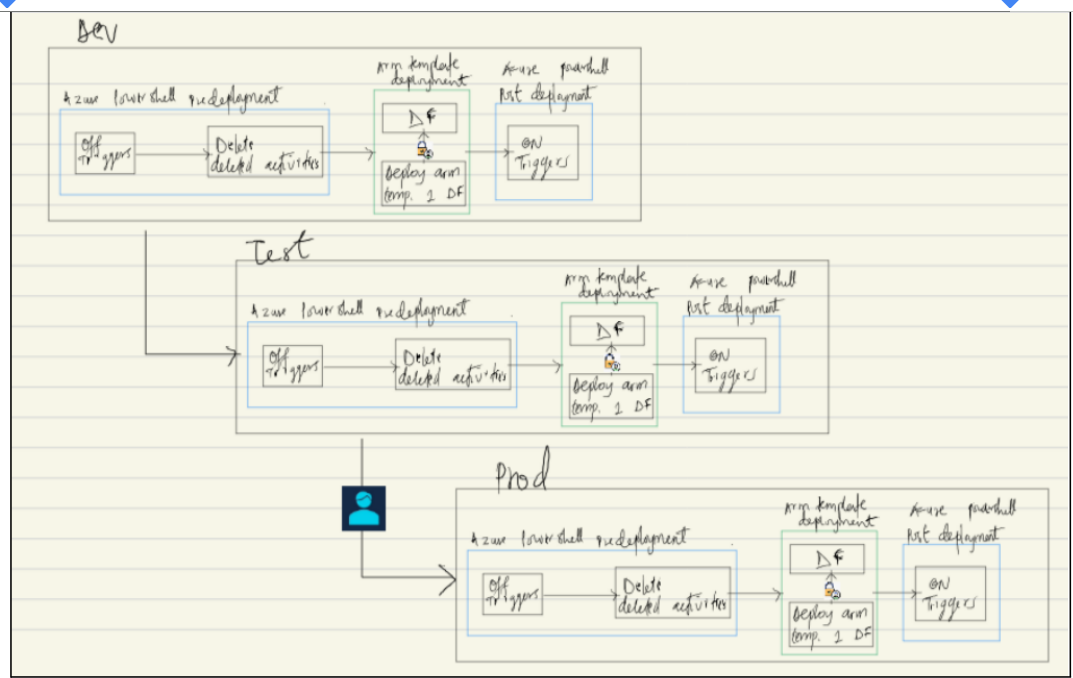 Dev
Azure powershell predeployment
Off
Triggers
Delete
deleted activities
Arm template
deployment
DF
Deploy arm
temp. 1 DF
Azure powershell
Post deployment
ON
Triggers
Test
Azure powershell predeployment
Off
Triggers
Delete
deleted activities
Arm template
deployment
DF
Deploy arm
temp. 1 DF
Azure powershell
Post deployment
ON
Triggers
Prod
Azure powershell predeployment
Off
Triggers
Delete
deleted activities
Arm template
deployment
DF
Deploy arm
temp. 1 DF
Azure powershell
Post deployment
ON
Triggers